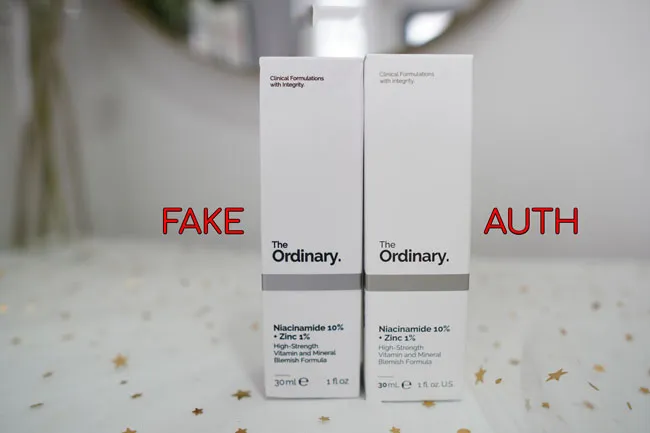 Clinical Formulations
with Integrity.
FAKE
The
Ordinary.
Niacinamide 10%
+ Zinc 1%
High-Strength
Vitamin and Mineral
Blemish Formula
30 ml e 1 fl oz
Clinical Formulations
with Integrity.
AUTH
The
Ordinary.
Niacinamide 10%
+ Zinc 1%
High-Strength
Vitamin and Mineral
Blemish Formula
30 mL e 1 fl oz. U.S